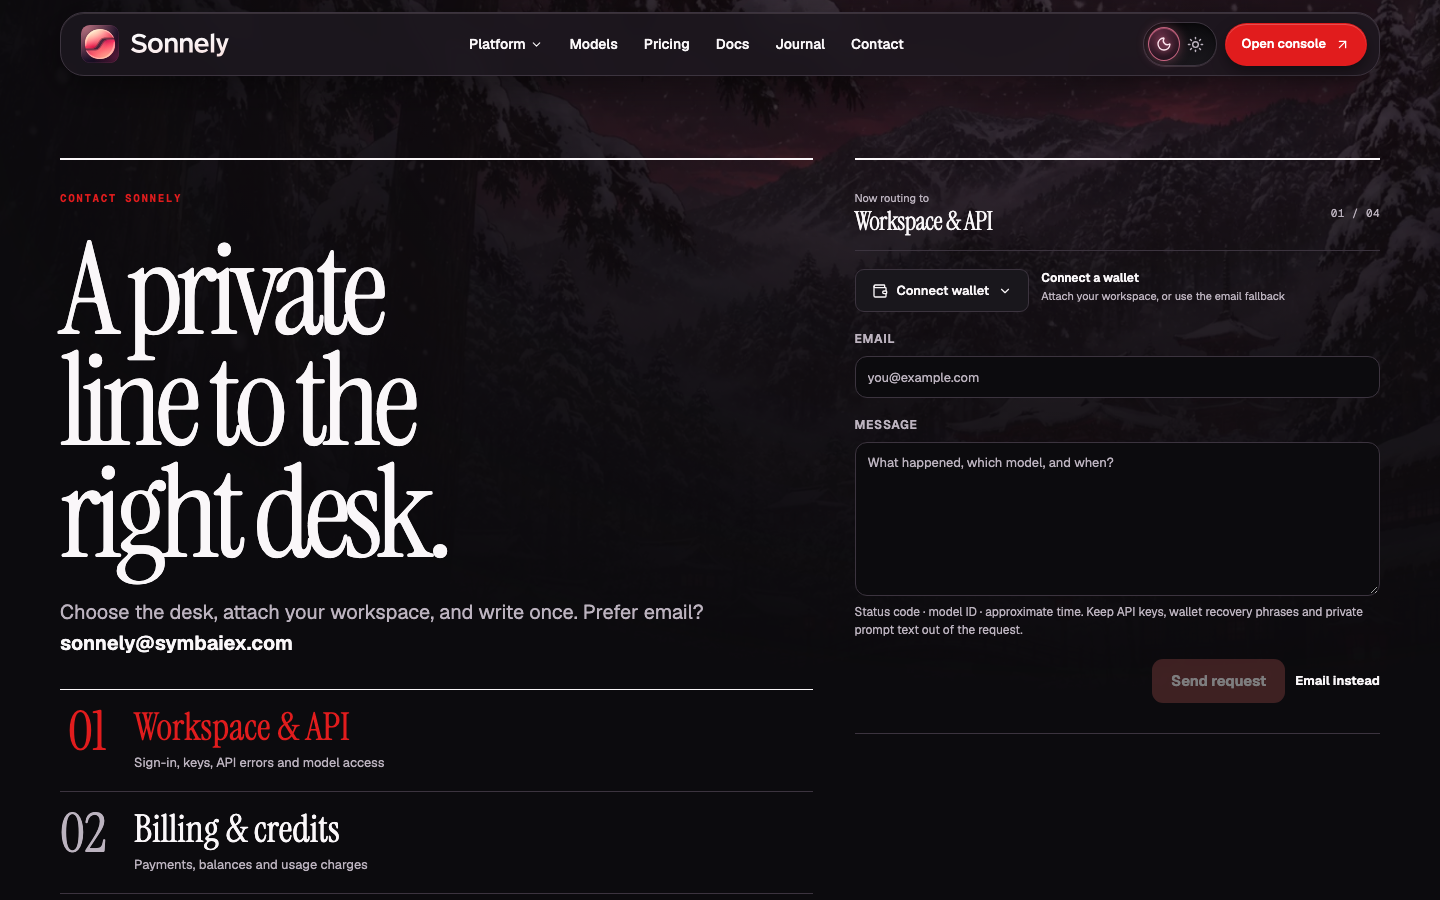 Sonnely
Platform
Models
Pricing
Docs
Journal
Contact
Open console
CONTACT SONNELY
A private
line to the
right desk.
Choose the desk, attach your workspace, and write once. Prefer email?
sonnely@symbaiex.com
01 Workspace & API
Sign-in, keys, API errors and model access
02 Billing & credits
Payments, balances and usage charges
Now routing to
Workspace & API
01 / 04
Connect wallet
Connect a wallet
Attach your workspace, or use the email fallback
EMAIL
you@example.com
MESSAGE
What happened, which model, and when?
Status code · model ID · approximate time. Keep API keys, wallet recovery phrases and private
prompt text out of the request.
Send request
Email instead